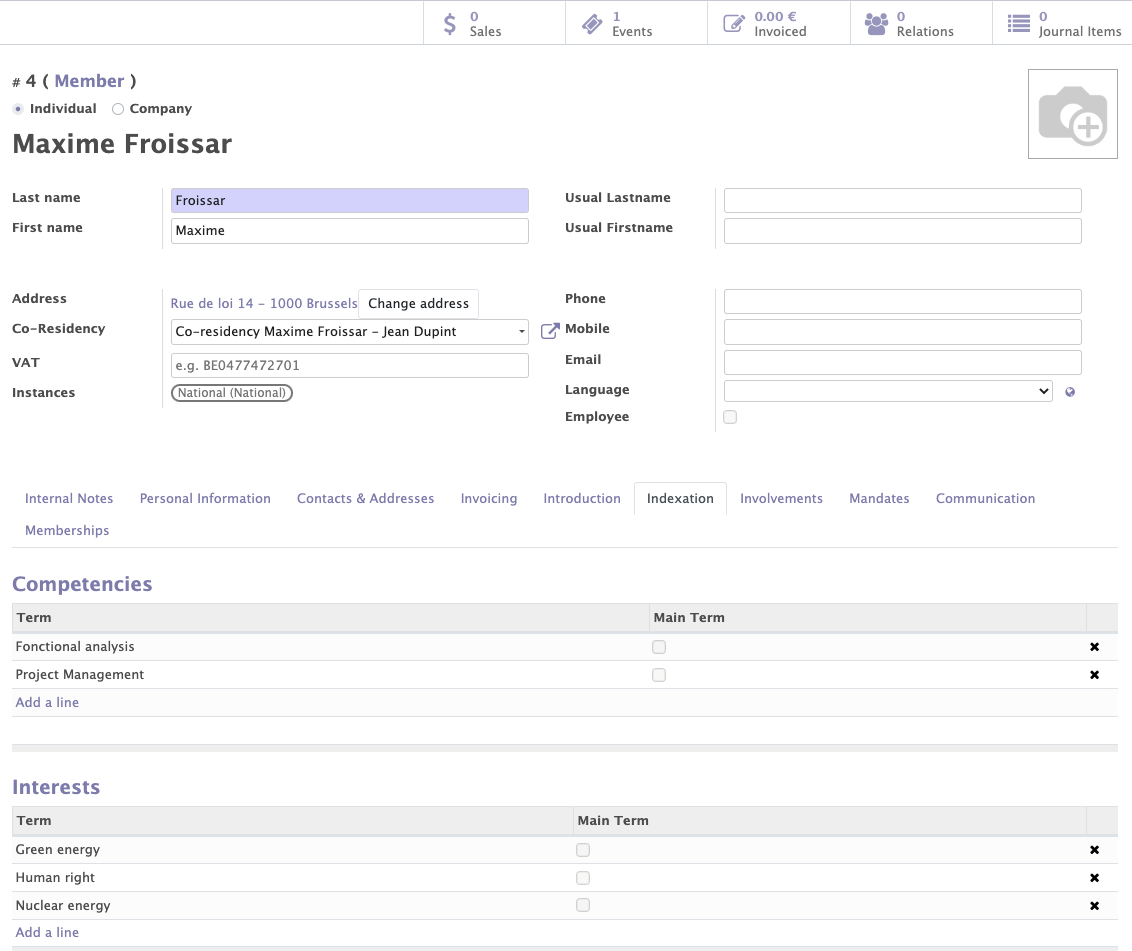 0 Sales
1 Events
0.00 € Invoiced
0 Relations
0 Journal Items
# 4 ( Member )
Individual Company
Maxime Froissar
Last name Froissar
First name Maxime
Usual Lastname
Usual Firstname
Address Rue de loi 14 - 1000 Brussels Change address
Co-Residency Co-residency Maxime Froissar - Jean Dupint
VAT e.g. BE0477472701
Instances National (National)
Phone
Mobile
Email
Language
Employee
Internal Notes Personal Information Contacts & Addresses Invoicing Introduction Indexation Involvements Mandates Communication
Memberships
Competencies
Term Main Term
Fonctional analysis
Project Management
Add a line
Interests
Term Main Term
Green energy
Human right
Nuclear energy
Add a line